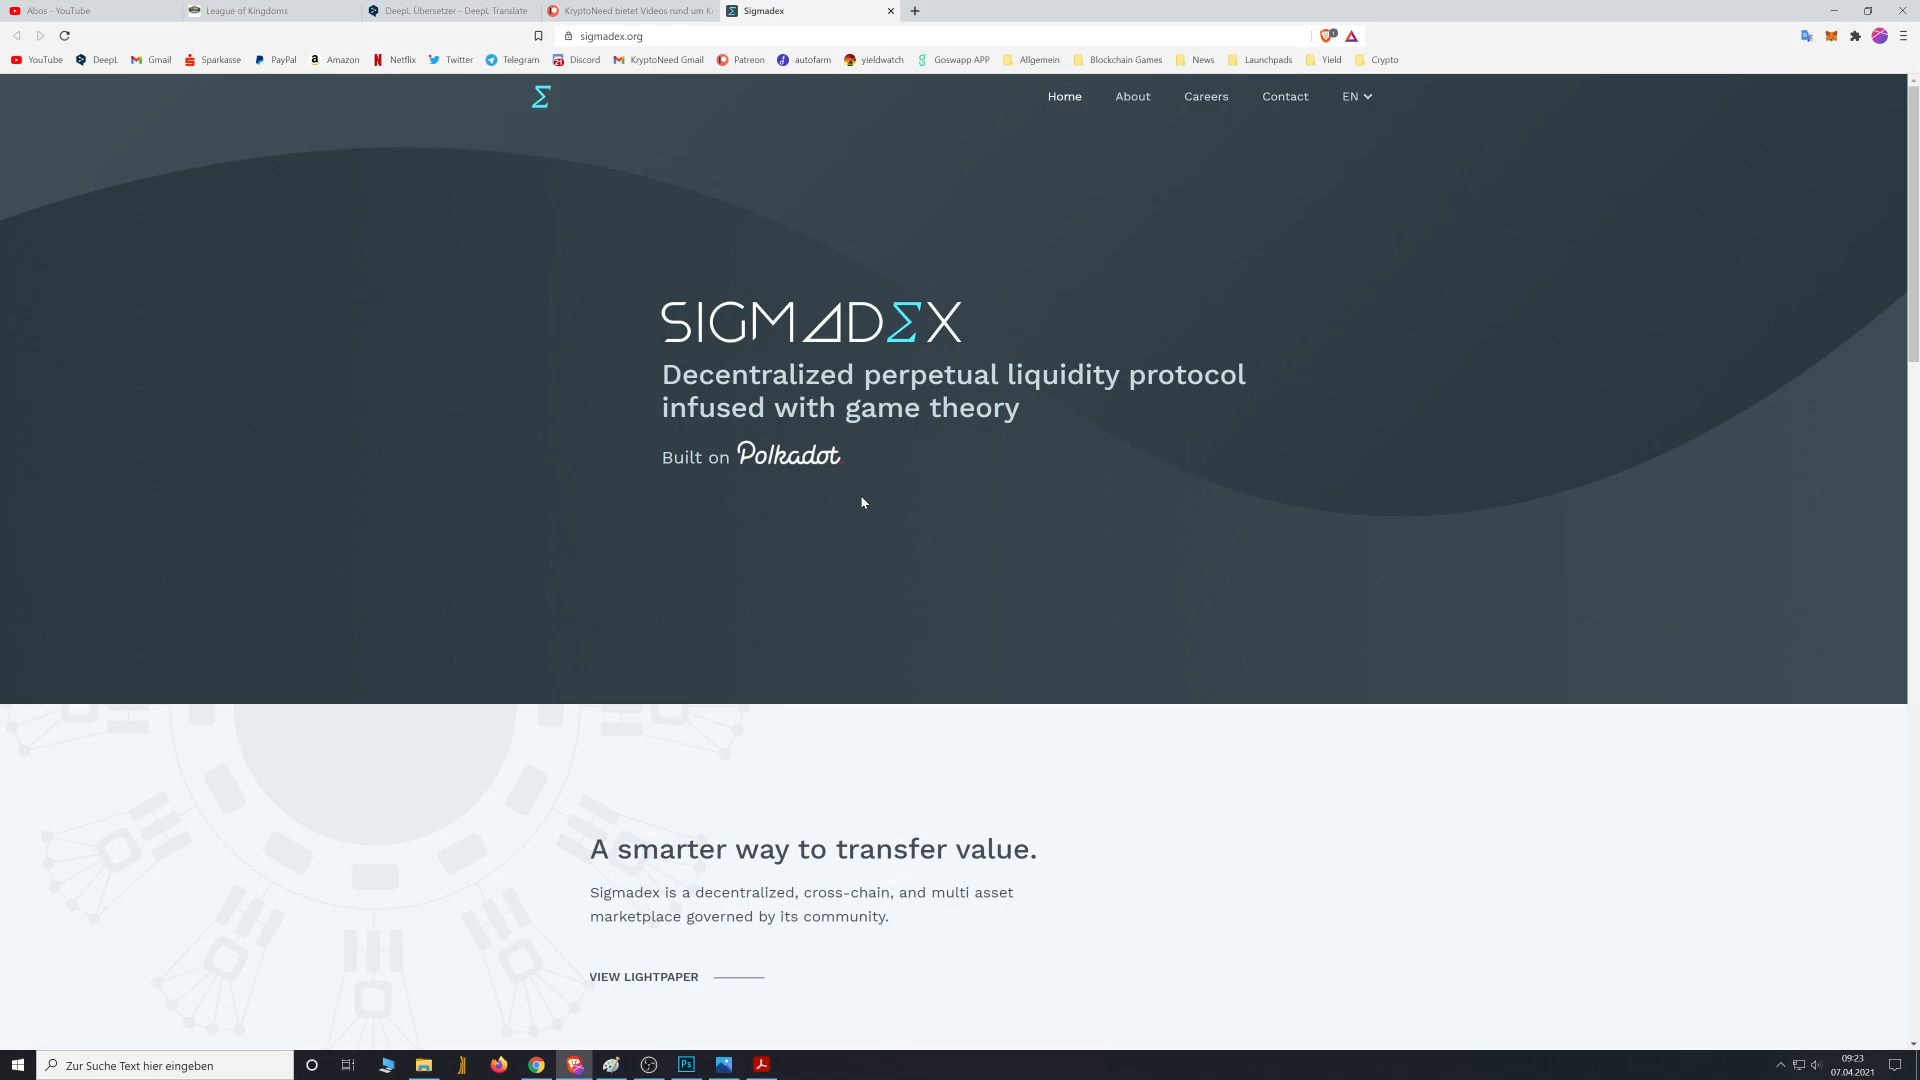 Abos - YouTube
League of Kingdoms
DeepL Übersetzer - DeepL Translate
KryptoNeed bietet Videos rund um K
Sigmadex
sigmadex.org
1
YouTube
DeepL
Gmail
Sparkasse
PayPal
Amazon
Netflix
Twitter
Telegram
21
Discord
KryptoNeed Gmail
Patreon
autofarm
yieldwatch
Goswapp APP
Allgemein
Blockchain Games
News
Launchpads
Yield
Crypto
Σ
Home
About
Careers
Contact
EN
SIGMADΣX
Decentralized perpetual liquidity protocol
infused with game theory
Built on Polkadot.
A smarter way to transfer value.
Sigmadex is a decentralized, cross-chain, and multi asset
marketplace governed by its community.
VIEW LIGHTPAPER
Zur Suche Text hier eingeben
Ps
09:23
07.04.2021